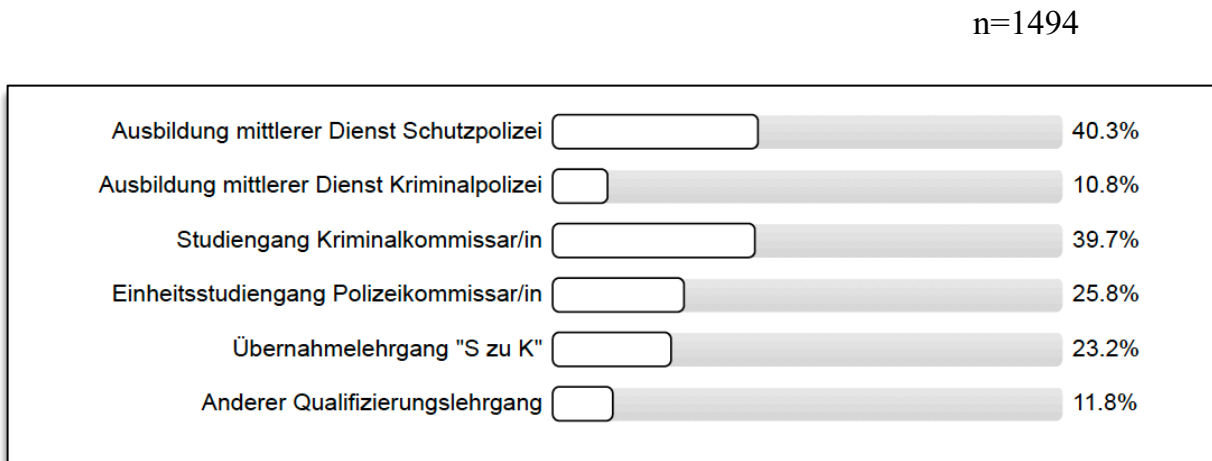 n=1494
Ausbildung mittlerer Dienst Schutzpolizei 40.3%
Ausbildung mittlerer Dienst Kriminalpolizei 10.8%
Studiengang Kriminalkommissar/in 39.7%
Einheitsstudiengang Polizeikommissar/in 25.8%
Übernahmelehrgang "S zu K" 23.2%
Anderer Qualifizierungslehrgang 11.8%